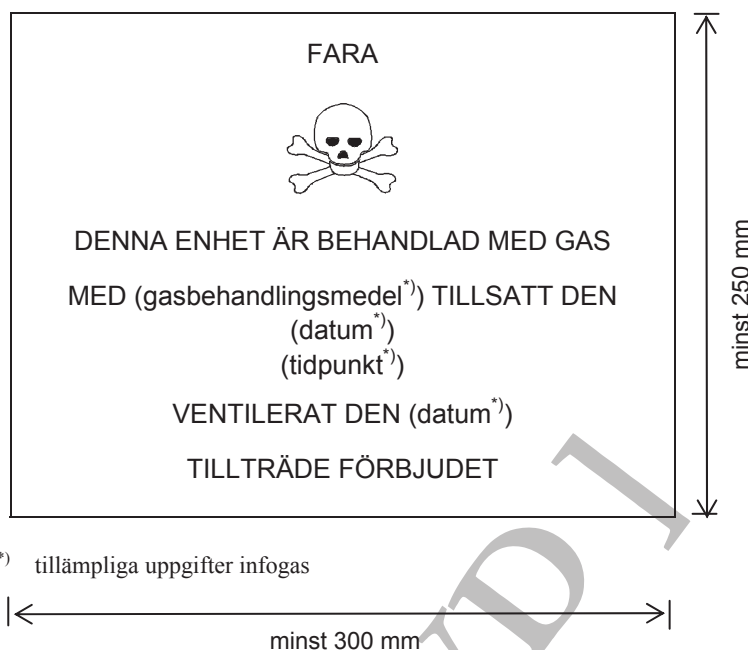 FARA
DENNA ENHET ÄR BEHANDLAD MED GAS
MED (gasbehandlingsmedel*)) TILLSATT DEN
(datum*))
(tidpunkt*))
VENTILERAT DEN (datum*))
TILLTRÄDE FÖRBJUDET
minst 250 mm
*) tillämpliga uppgifter infogas
minst 300 mm